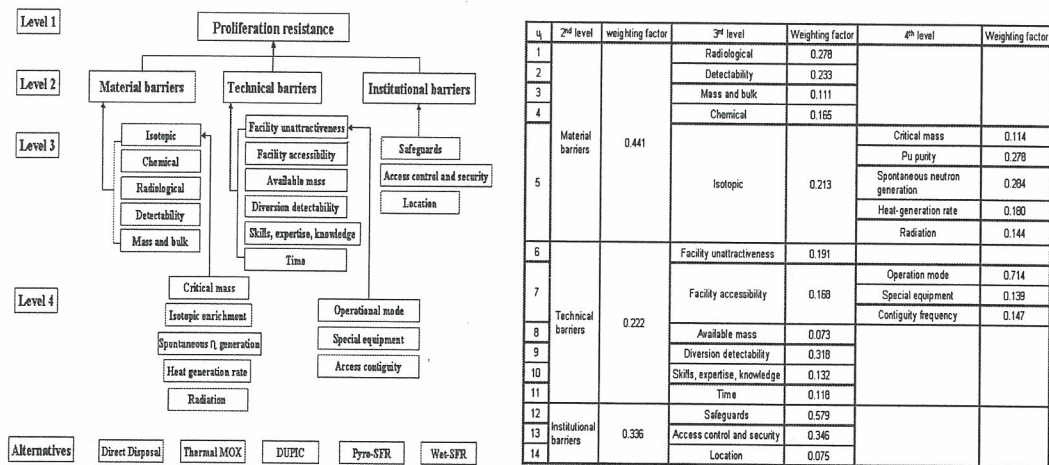 Level 1
Proliferation resistance
Level 2
Material barriers
Technical barriers
Institutional barriers
Level 3
Isotopic
Chemical
Radiological
Detectability
Mass and bulk
Facility unattractiveness
Facility accessibility
Available mass
Diversion detectability
Skills, expertise, knowledge
Time
Safeguards
Access control and security
Location
Level 4
Critical mass
Isotopic enrichment
Spontaneous n generation
Heat generation rate
Radiation
Operational mode
Special equipment
Access contiguity
Alternatives
Direct Disposal
Thermal MOX
DUPIC
Pyro-SFR
Wet-SFR
ui 2nd level weighting factor 3rd level Weighting factor 4th level Weighting factor
1 Radiological 0.278
2 Detectability 0.233
3 Mass and bulk 0.111
4 Chemical 0.165
Material
barriers
0.441
5 Isotopic 0.213
Critical mass 0.114
Pu purity 0.278
Spontaneous neutron
generation
0.284
Heat-generation rate 0.180
Radiation 0.144
6 Facility unattractiveness 0.191
7 Facility accessibility 0.168
Operation mode 0.714
Special equipment 0.139
Contiguity frequency 0.147
Technical
barriers
0.222
8 Available mass 0.073
9 Diversion detectability 0.318
10 Skills, expertise, knowledge 0.132
11 Time 0.118
12 Safeguards 0.579
Institutional
barriers
0.336
13 Access control and security 0.346
14 Location 0.075